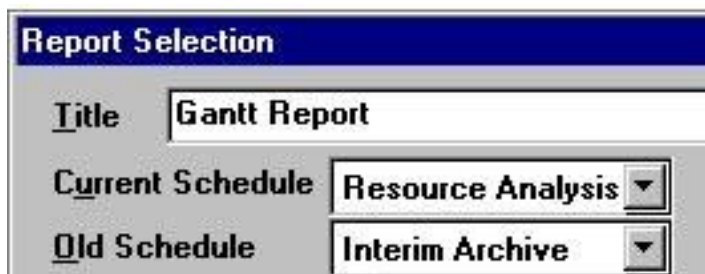 Report Selection
Title Gantt Report
Current Schedule Resource Analysis
Old Schedule Interim Archive